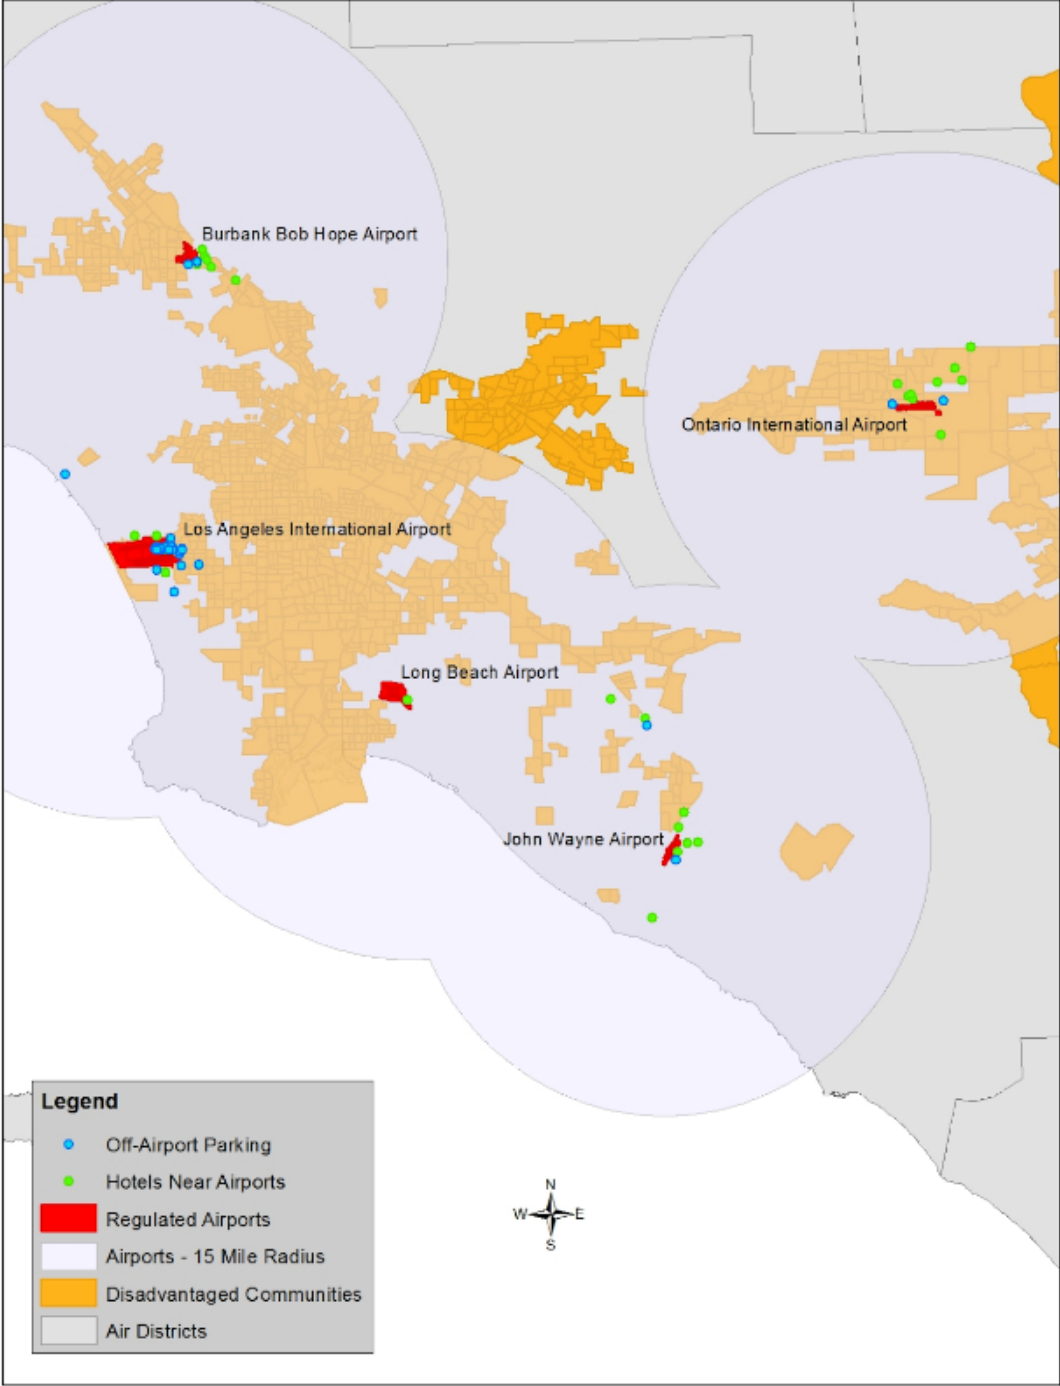 Burbank Bob Hope Airport
Ontario International Airport
Los Angeles International Airport
Long Beach Airport
John Wayne Airport
Legend
Off-Airport Parking
Hotels Near Airports
Regulated Airports
Airports - 15 Mile Radius
Disadvantaged Communities
Air Districts
N
W E
S